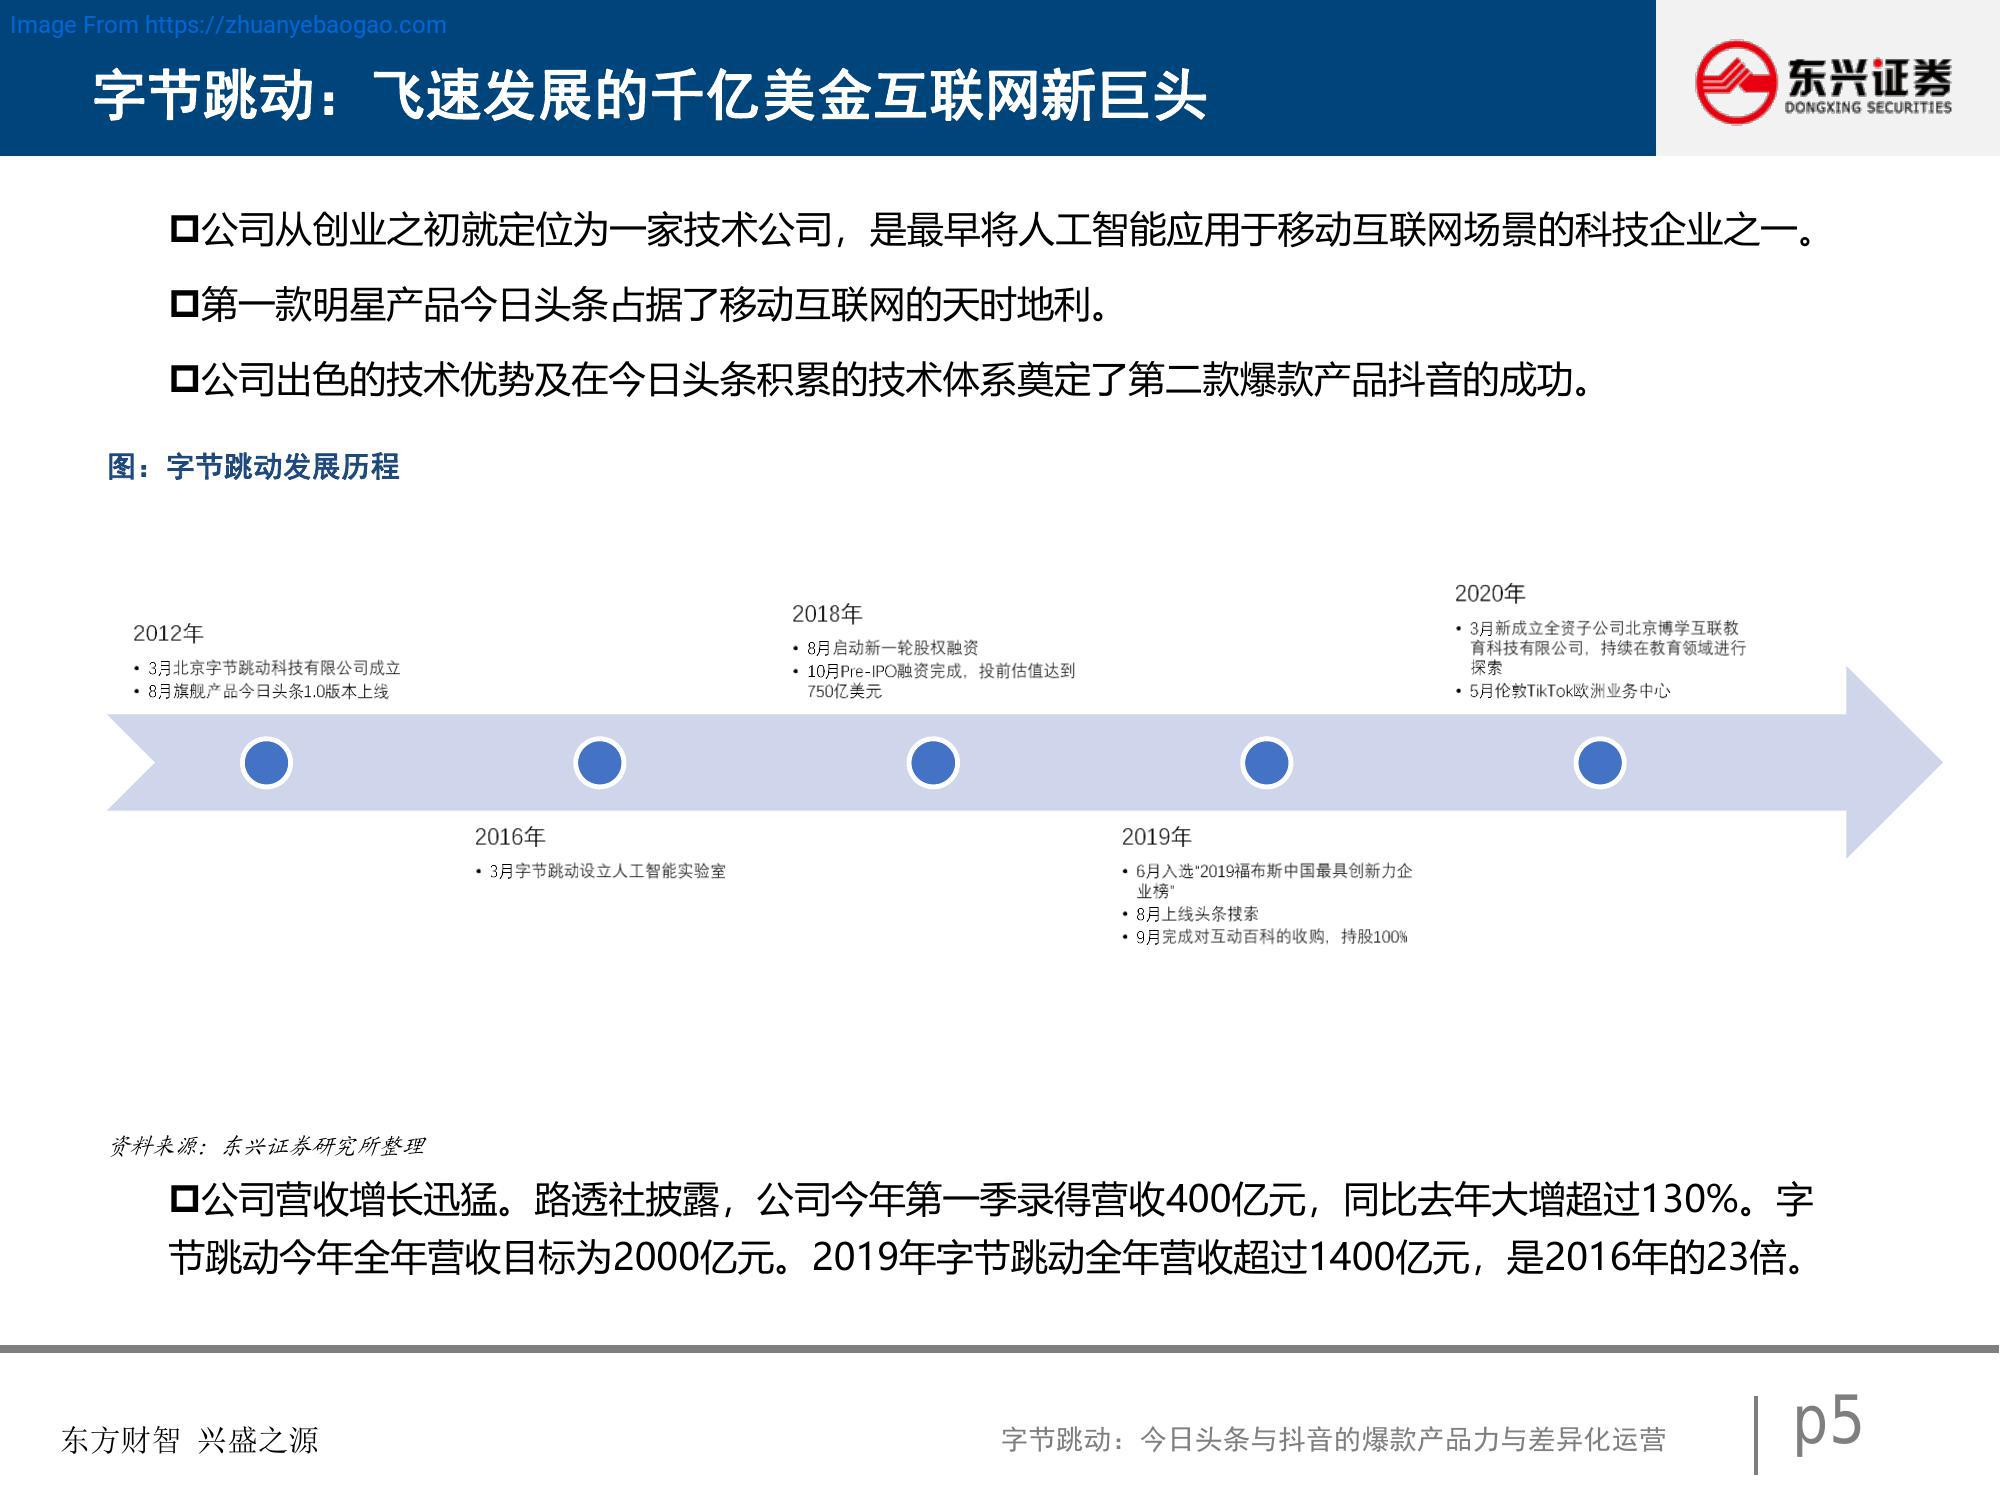 Image From https://zhuanyebaogao.com
字节跳动：飞速发展的千亿美金互联网新巨头
东兴证券
DONGXING SECURITIES
公司从创业之初就定位为一家技术公司，是最早将人工智能应用于移动互联网场景的科技企业之一。
第一款明星产品今日头条占据了移动互联网的天时地利。
公司出色的技术优势及在今日头条积累的技术体系奠定了第二款爆款产品抖音的成功。
图：字节跳动发展历程
2012年
• 3月北京字节跳动科技有限公司成立
• 8月旗舰产品今日头条1.0版本上线
2016年
• 3月字节跳动设立人工智能实验室
2018年
• 8月启动新一轮股权融资
• 10月Pre-IPO融资完成，投前估值达到
750亿美元
2019年
• 6月入选"2019福布斯中国最具创新力企
业榜"
• 8月上线头条搜索
• 9月完成对互动百科的收购，持股100%
2020年
• 3月新成立全资子公司北京博学互联教
育科技有限公司，持续在教育领域进行
探索
• 5月伦敦TikTok欧洲业务中心
资料来源：东兴证券研究所整理
公司营收增长迅猛。路透社披露，公司今年第一季录得营收400亿元，同比去年大增超过130%。字
节跳动今年全年营收目标为2000亿元。2019年字节跳动全年营收超过1400亿元，是2016年的23倍。
东方财智 兴盛之源
字节跳动：今日头条与抖音的爆款产品力与差异化运营
p5